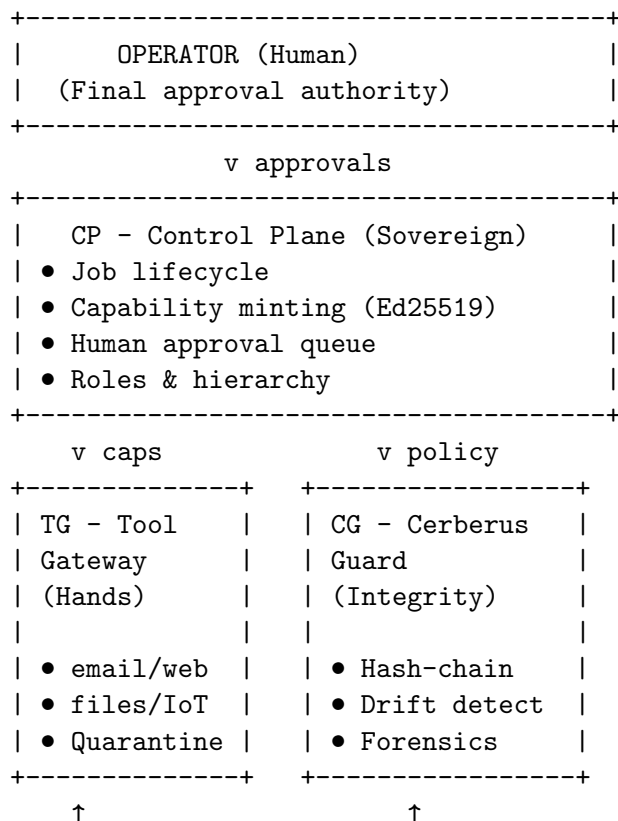 +--------------------------------------+
|      OPERATOR (Human)                |
|  (Final approval authority)          |
+--------------------------------------+
              v approvals
+--------------------------------------+
|   CP – Control Plane (Sovereign)     |
| • Job lifecycle                      |
| • Capability minting (Ed25519)       |
| • Human approval queue               |
| • Roles & hierarchy                  |
+--------------------------------------+
    v caps              v policy
+--------------+   +-----------------+
| TG – Tool    |   | CG – Cerberus   |
| Gateway      |   | Guard           |
| (Hands)      |   | (Integrity)     |
|              |   |                 |
| • email/web  |   | • Hash-chain    |
| • files/IoT  |   | • Drift detect  |
| • Quarantine |   | • Forensics     |
+--------------+   +-----------------+
    ↑                     ↑